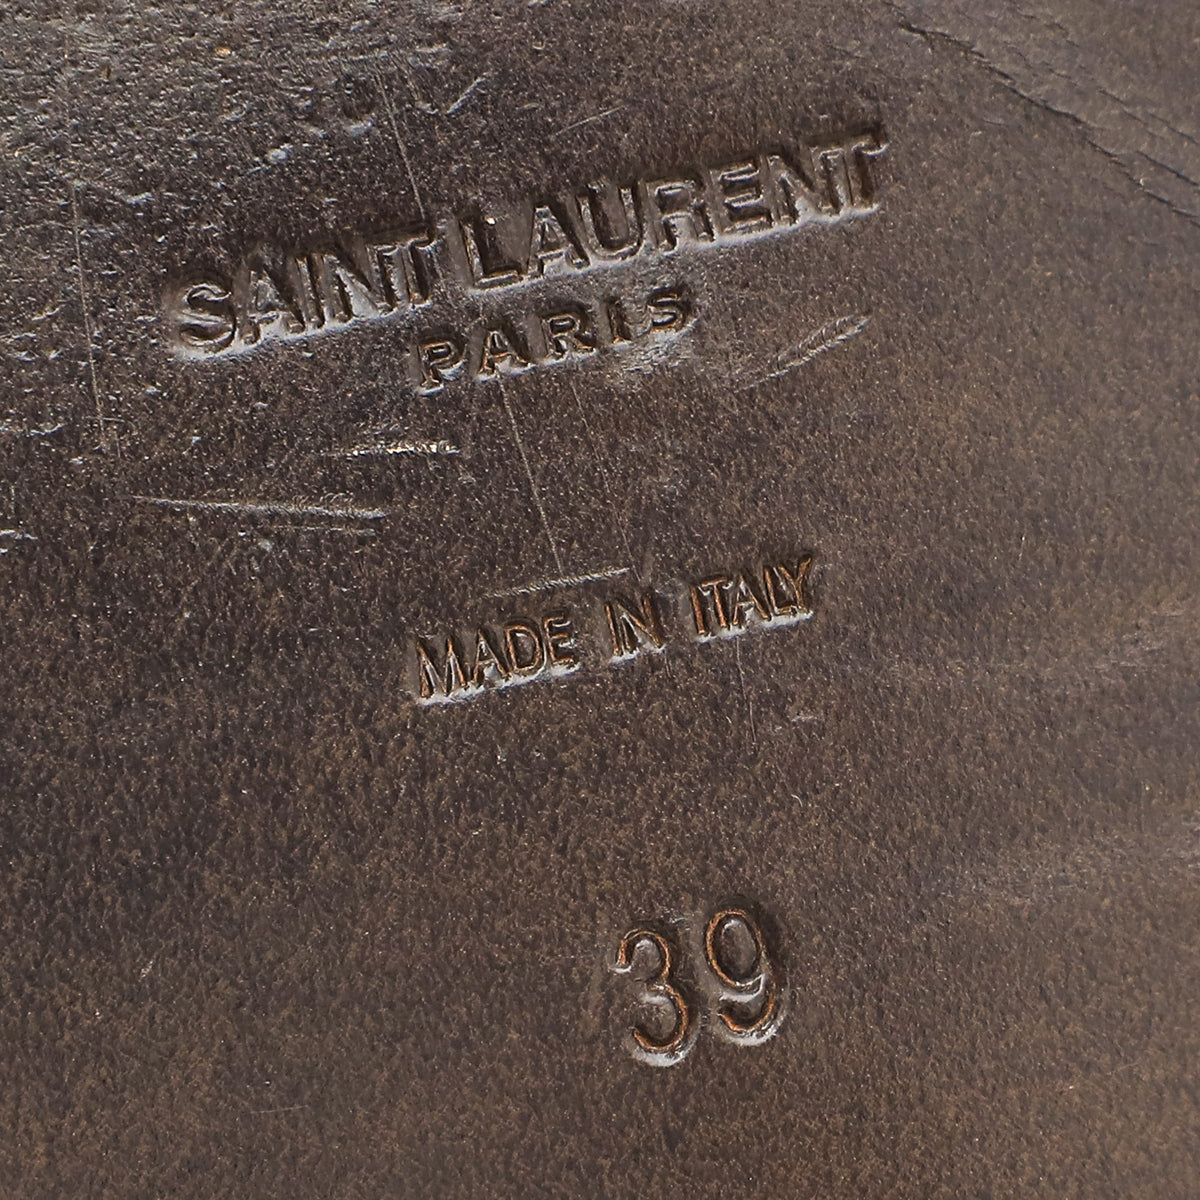 SAINT LAURENT
PARIS
MADE IN ITALY
39